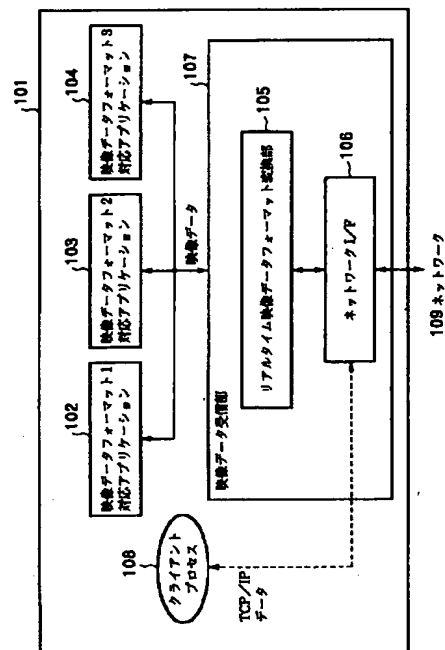 101
102
映像データフォーマット1
対応アプリケーション
103
映像データフォーマット2
対応アプリケーション
104
映像データフォーマット3
対応アプリケーション
映像データ
107
108
クライアント
プロセス
105
リアルタイム映像データフォーマット変換部
映像データ受信部
106
ネットワークI/F
TCP/IP
データ
109 ネットワーク